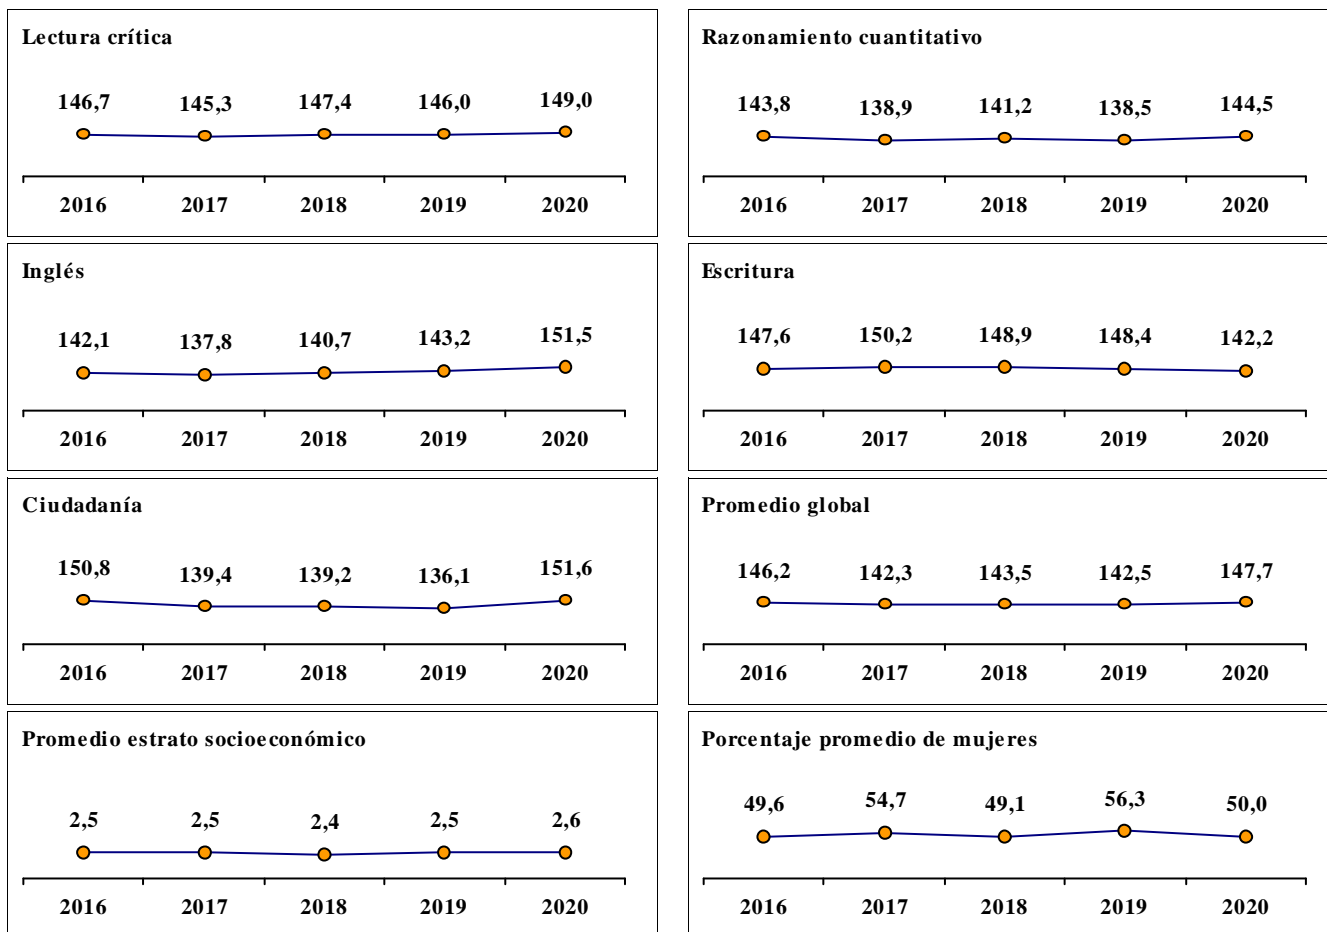 Lectura crítica
146,7 145,3 147,4 146,0 149,0
2016 2017 2018 2019 2020
Razonamiento cuantitativo
143,8 138,9 141,2 138,5 144,5
2016 2017 2018 2019 2020
Inglés
142,1 137,8 140,7 143,2 151,5
2016 2017 2018 2019 2020
Escritura
147,6 150,2 148,9 148,4 142,2
2016 2017 2018 2019 2020
Ciudadanía
150,8 139,4 139,2 136,1 151,6
2016 2017 2018 2019 2020
Promedio global
146,2 142,3 143,5 142,5 147,7
2016 2017 2018 2019 2020
Promedio estrato socioeconómico
2,5 2,5 2,4 2,5 2,6
2016 2017 2018 2019 2020
Porcentaje promedio de mujeres
49,6 54,7 49,1 56,3 50,0
2016 2017 2018 2019 2020